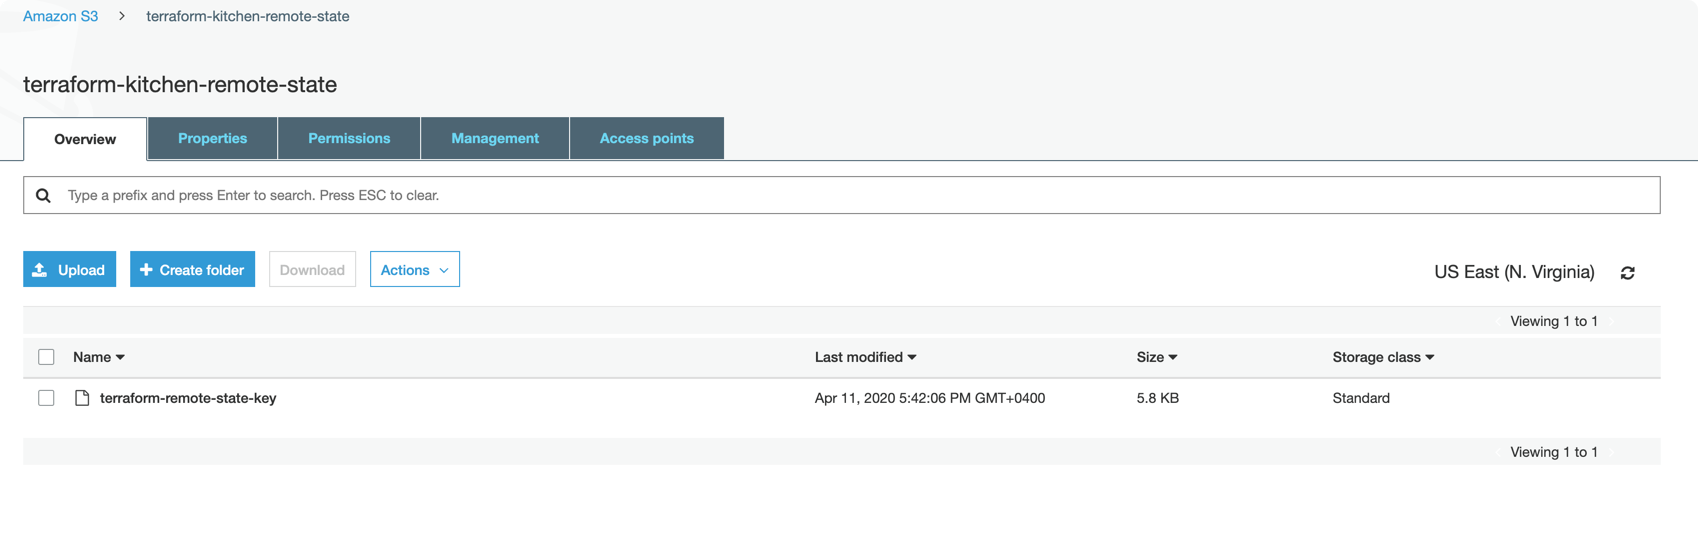 Amazon S3 > terraform-kitchen-remote-state
terraform-kitchen-remote-state
Overview Properties Permissions Management Access points
Type a prefix and press Enter to search. Press ESC to clear.
Upload + Create folder Download Actions US East (N. Virginia)
Viewing 1 to 1
Name Last modified Size Storage class
terraform-remote-state-key Apr 11, 2020 5:42:06 PM GMT+0400 5.8 KB Standard
Viewing 1 to 1